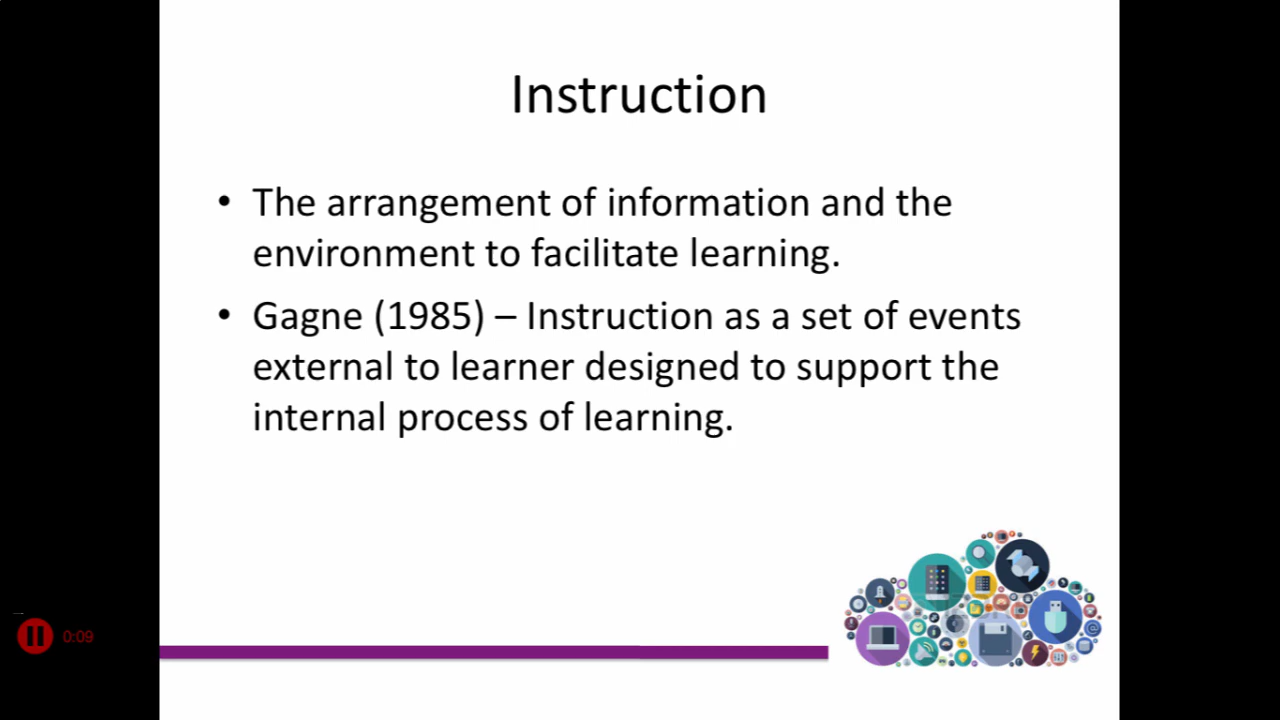 Instruction
• The arrangement of information and the
environment to facilitate learning.
• Gagne (1985) – Instruction as a set of events
external to learner designed to support the
internal process of learning.
0:09